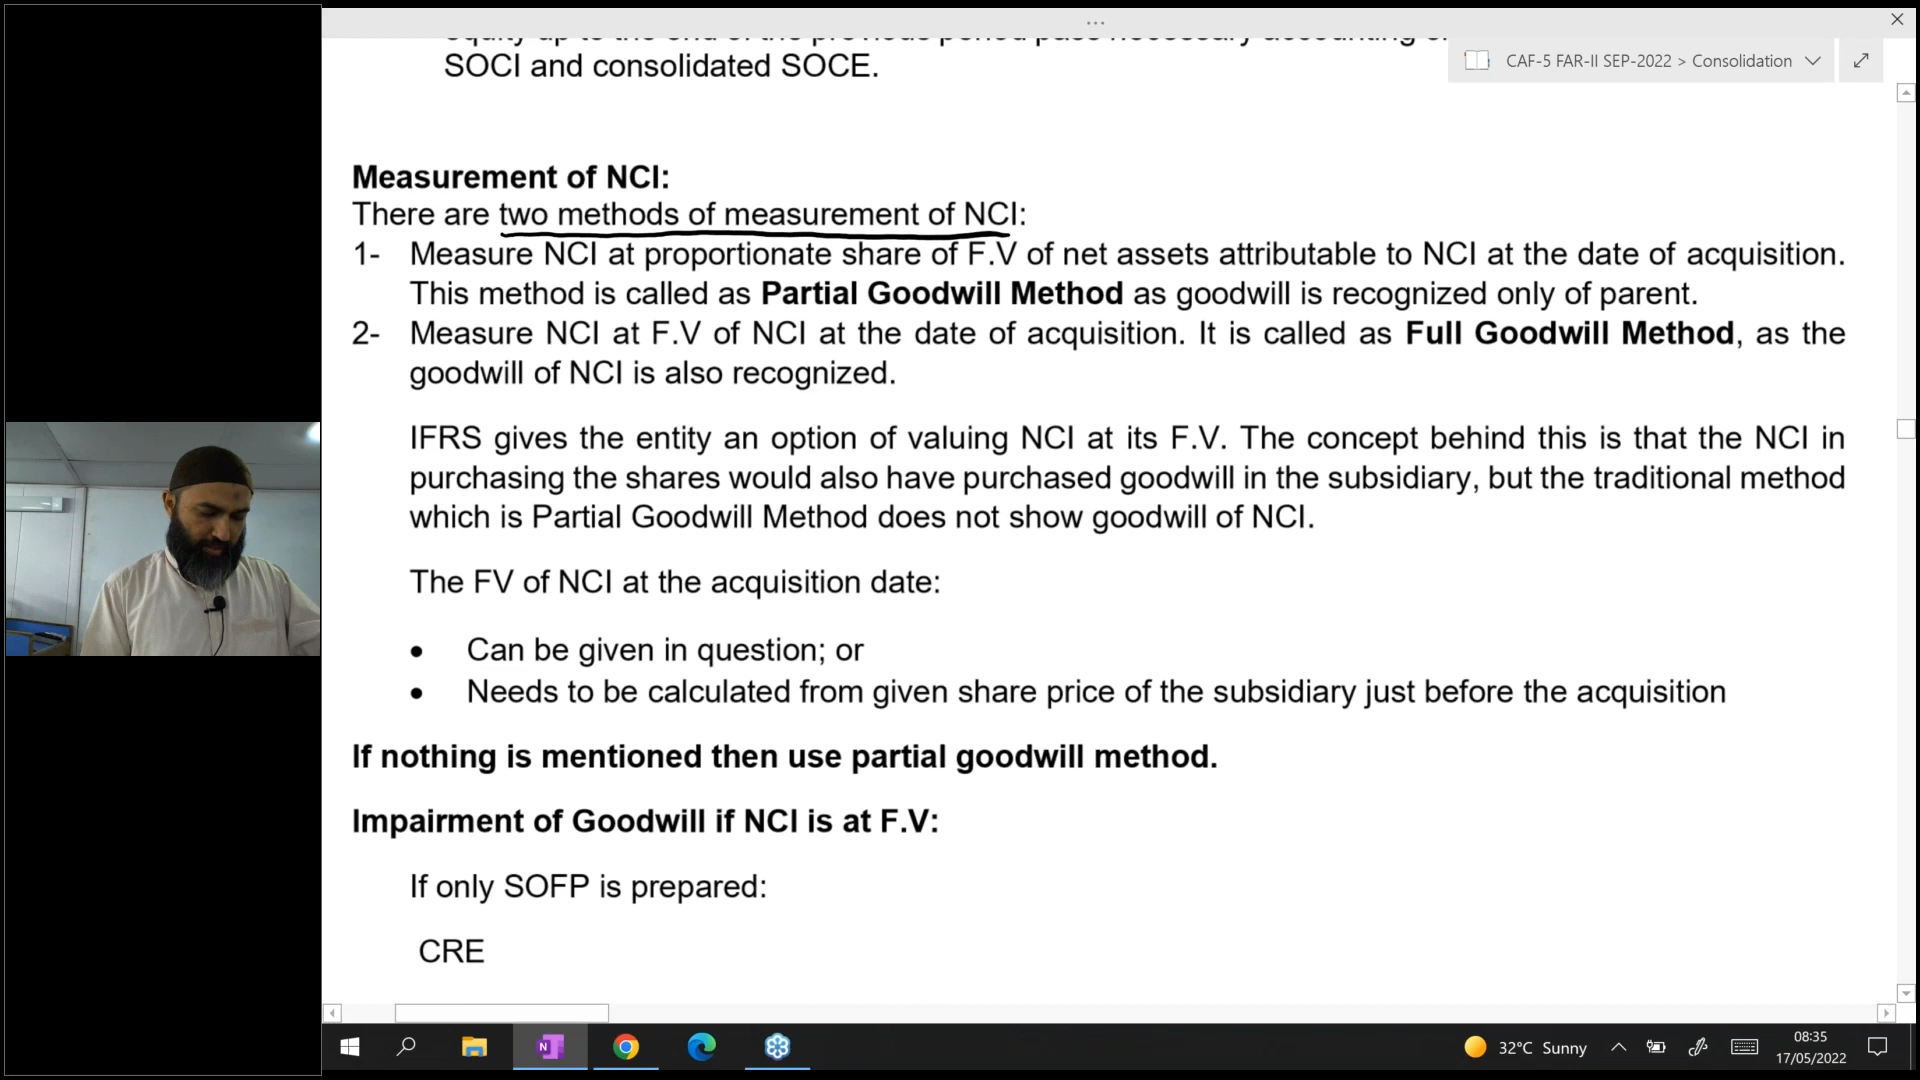 ...
SOCI and consolidated SOCE.
CAF-5 FAR-II SEP-2022 > Consolidation
Measurement of NCI:
There are two methods of measurement of NCI:
1- Measure NCI at proportionate share of F.V of net assets attributable to NCI at the date of acquisition.
This method is called as Partial Goodwill Method as goodwill is recognized only of parent.
2- Measure NCI at F.V of NCI at the date of acquisition. It is called as Full Goodwill Method, as the
goodwill of NCI is also recognized.
IFRS gives the entity an option of valuing NCI at its F.V. The concept behind this is that the NCI in
purchasing the shares would also have purchased goodwill in the subsidiary, but the traditional method
which is Partial Goodwill Method does not show goodwill of NCI.
The FV of NCI at the acquisition date:
• Can be given in question; or
• Needs to be calculated from given share price of the subsidiary just before the acquisition
If nothing is mentioned then use partial goodwill method.
Impairment of Goodwill if NCI is at F.V:
If only SOFP is prepared:
CRE
32°C Sunny
08:35
17/05/2022